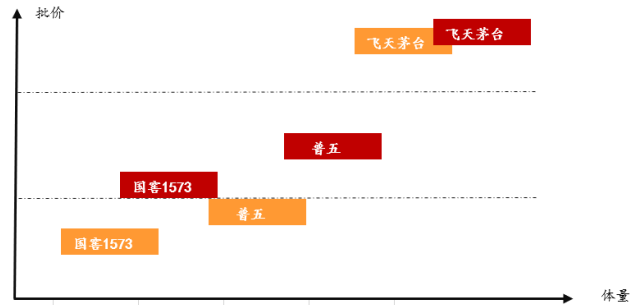 批价
飞天茅台
飞天茅台
普五
国窖1573
普五
国窖1573
体量